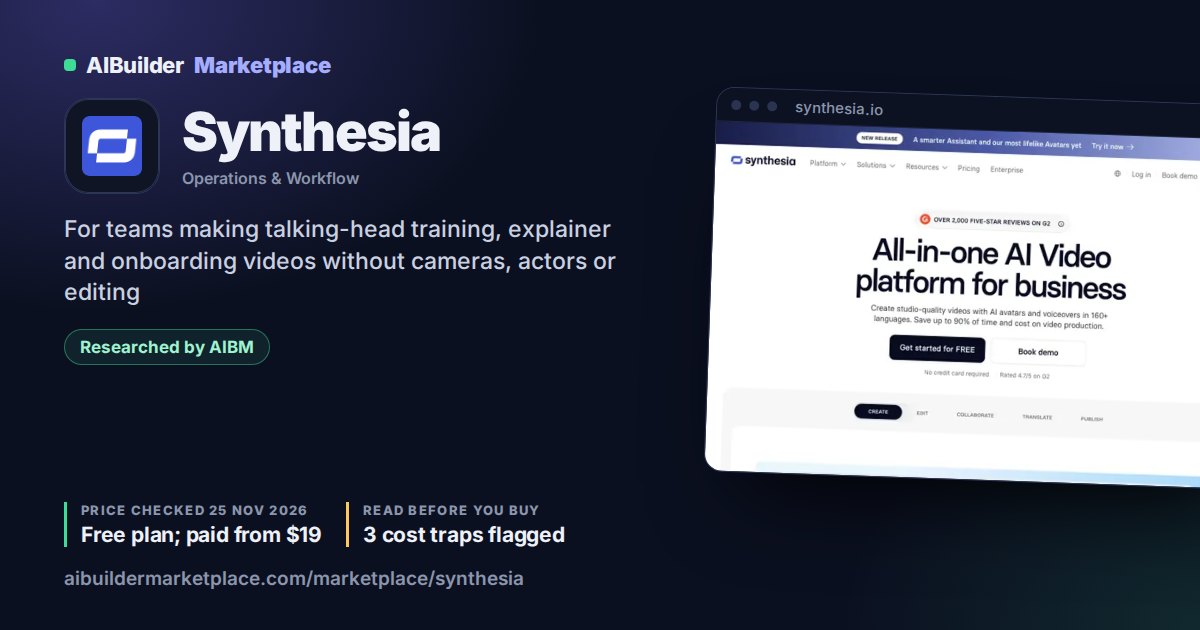 AIBuilder Marketplace
Synthesia
Operations & Workflow
For teams making talking-head training, explainer
and onboarding videos without cameras, actors or
editing
Researched by AIBM
PRICE CHECKED 25 NOV 2026
Free plan; paid from $19
READ BEFORE YOU BUY
3 cost traps flagged
aibuildermarketplace.com/marketplace/synthesia
synthesia.io
NEW RELEASE A smarter Assistant and our most lifelike Avatars yet Try it now →
synthesia Platform Solutions Resources Pricing Enterprise Log in Book demo
OVER 2,000 FIVE-STAR REVIEWS ON G2
All-in-one AI Video
platform for business
Create studio-quality videos with AI avatars and voiceovers in 160+
languages. Save up to 90% of time and cost on video production.
Get started for FREE Book demo
No credit card required Rated 4.7/5 on G2
CREATE EDIT COLLABORATE TRANSLATE PUBLISH